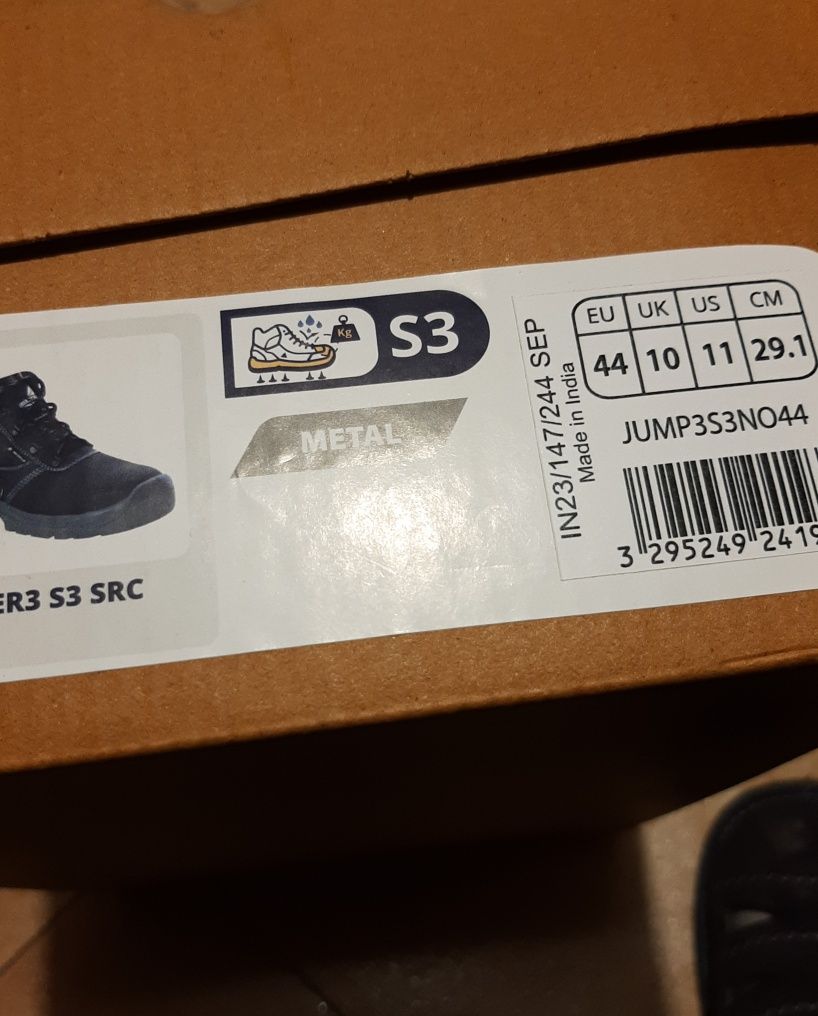 Kg
S3
METAL
ER3 S3 SRC
IN23/147/244 SEP
Made in India
EU UK US CM
44 10 11 29.1
JUMP3S3NO44
3 295249 2419